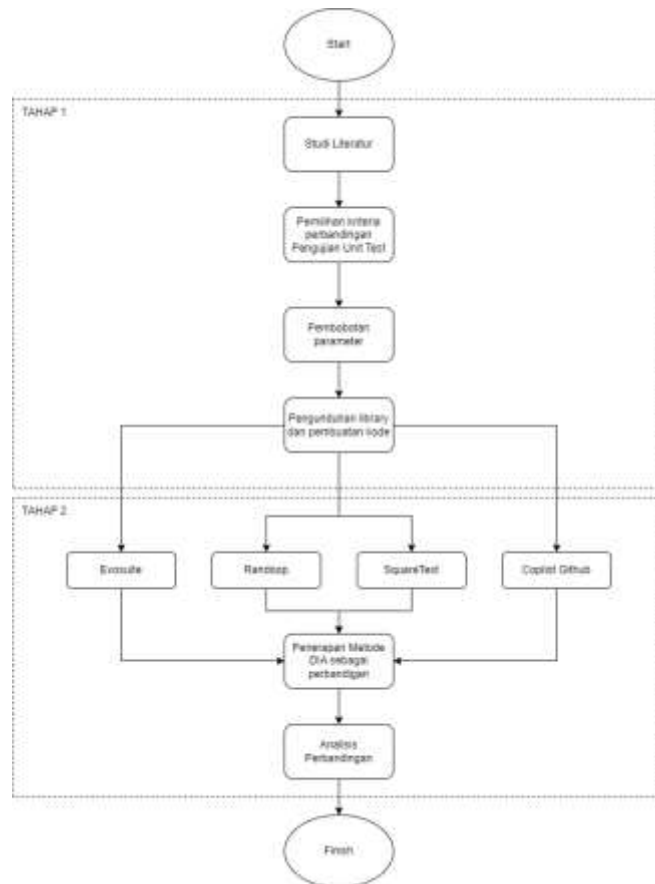 Start
TAHAP 1
Studi Literatur
Pemilihan kriteria
perbandingan
Pengujian Unit Test
Pembobotan
parameter
Pengunduhan library
dan pembuatan kode
TAHAP 2
Evosuite
Randoop
SquareTest
Copilot Github
Penerapan Metode
DIA sebagai
perbandigan
Analisis
Perbandingan
Finish